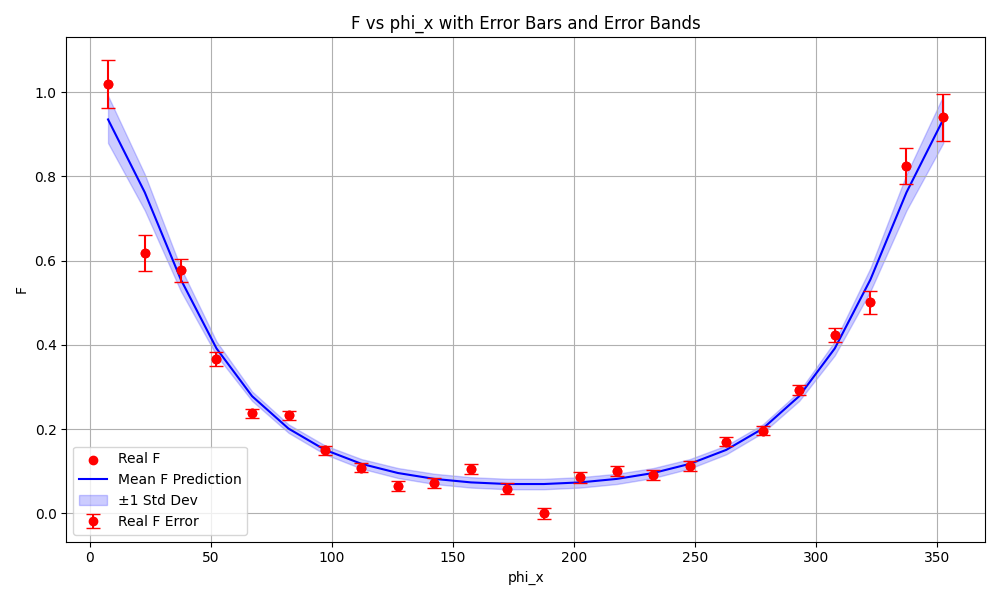 F vs phi_x with Error Bars and Error Bands
F
1.0
0.8
0.6
0.4
0.2
0.0
Real F
Mean F Prediction
±1 Std Dev
Real F Error
0 50 100 150 200 250 300 350
phi_x